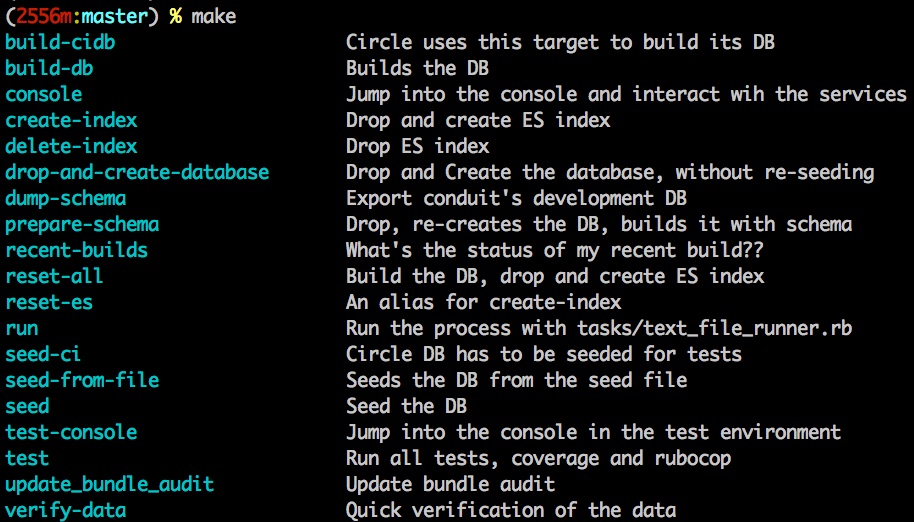 (2556m:master) % make
build-cidb Circle uses this target to build its DB
build-db Builds the DB
console Jump into the console and interact wih the services
create-index Drop and create ES index
delete-index Drop ES index
drop-and-create-database Drop and Create the database, without re-seeding
dump-schema Export conduit's development DB
prepare-schema Drop, re-creates the DB, builds it with schema
recent-builds What's the status of my recent build??
reset-all Build the DB, drop and create ES index
reset-es An alias for create-index
run Run the process with tasks/text_file_runner.rb
seed-ci Circle DB has to be seeded for tests
seed-from-file Seeds the DB from the seed file
seed Seed the DB
test-console Jump into the console in the test environment
test Run all tests, coverage and rubocop
update_bundle_audit Update bundle audit
verify-data Quick verification of the data